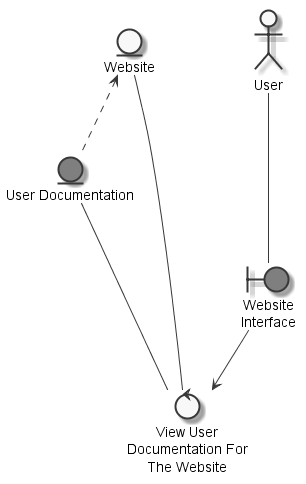 Website
User
User Documentation
Website
Interface
View User
Documentation For
The Website